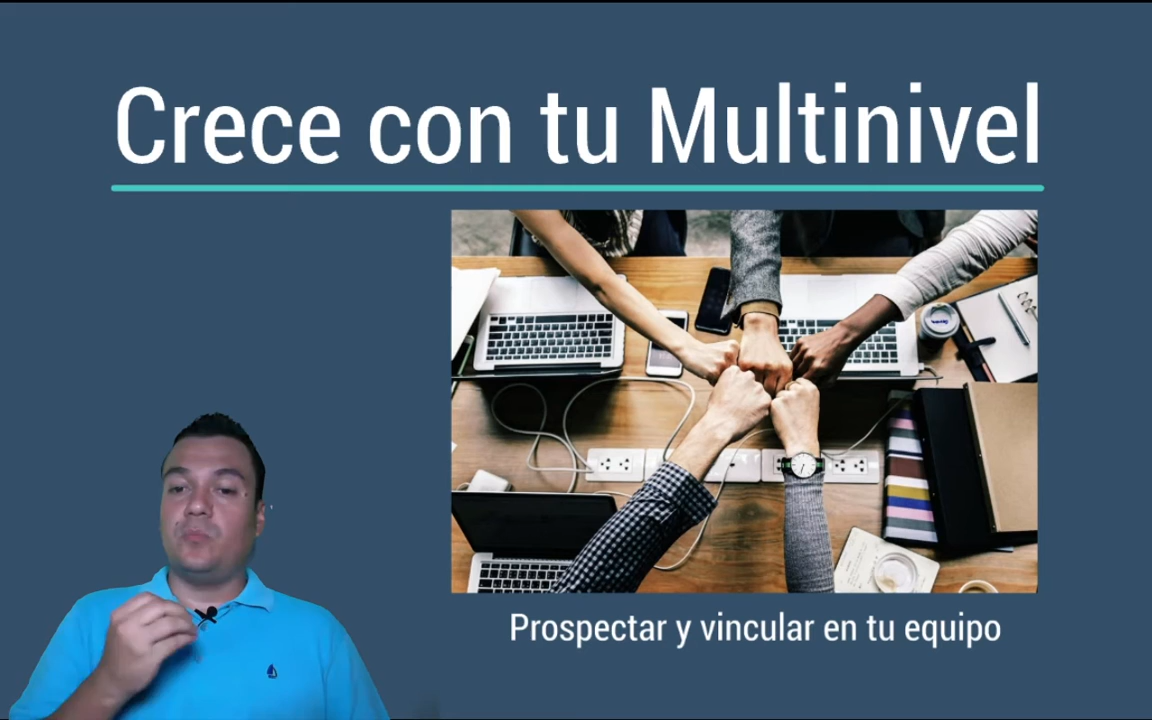 Crece con tu Multinivel
Prospectar y vincular en tu equipo